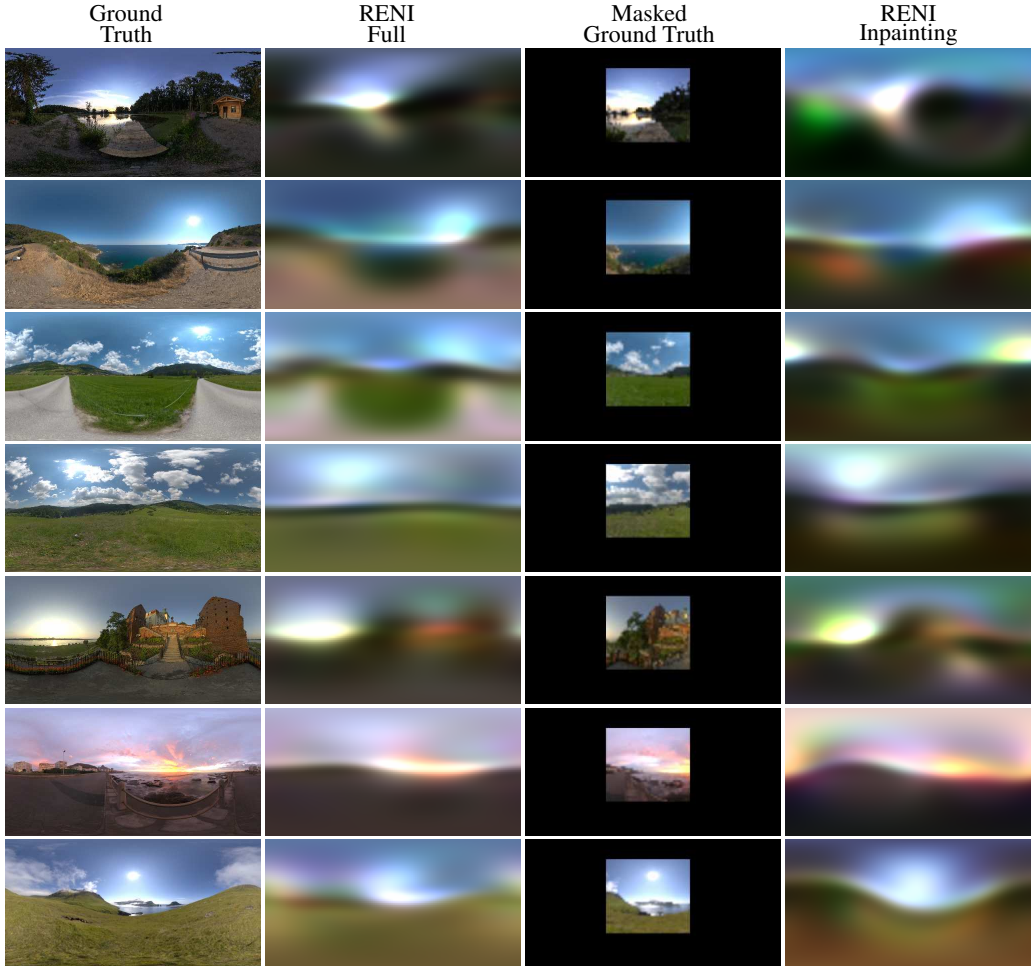 Ground
Truth
RENI
Full
Masked
Ground Truth
RENI
Inpainting